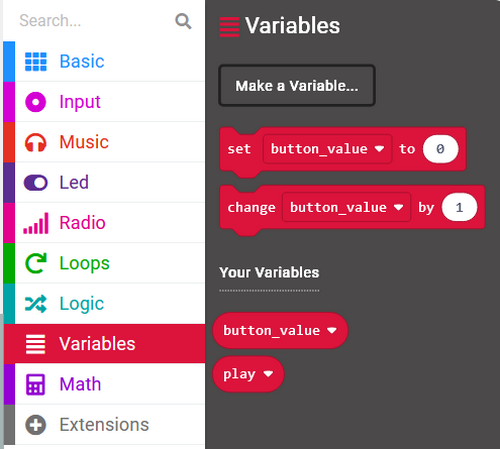 Search...
Basic
Input
Music
Led
Radio
Loops
Logic
Variables
Math
Extensions
Variables
Make a Variable...
set button_value to 0
change button_value by 1
Your Variables
button_value
play